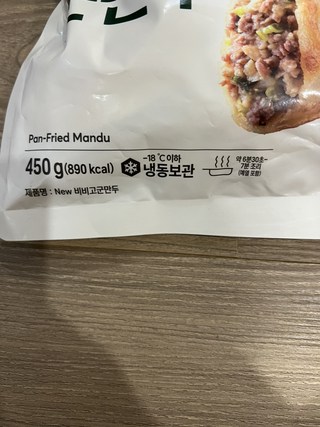 Pan-Fried Mandu
450 g(890 kcal)
-18 ℃ 이하
냉동보관
약 6분30초~
7분 조리
(예열 포함)
제품명 : New 비비고군만두